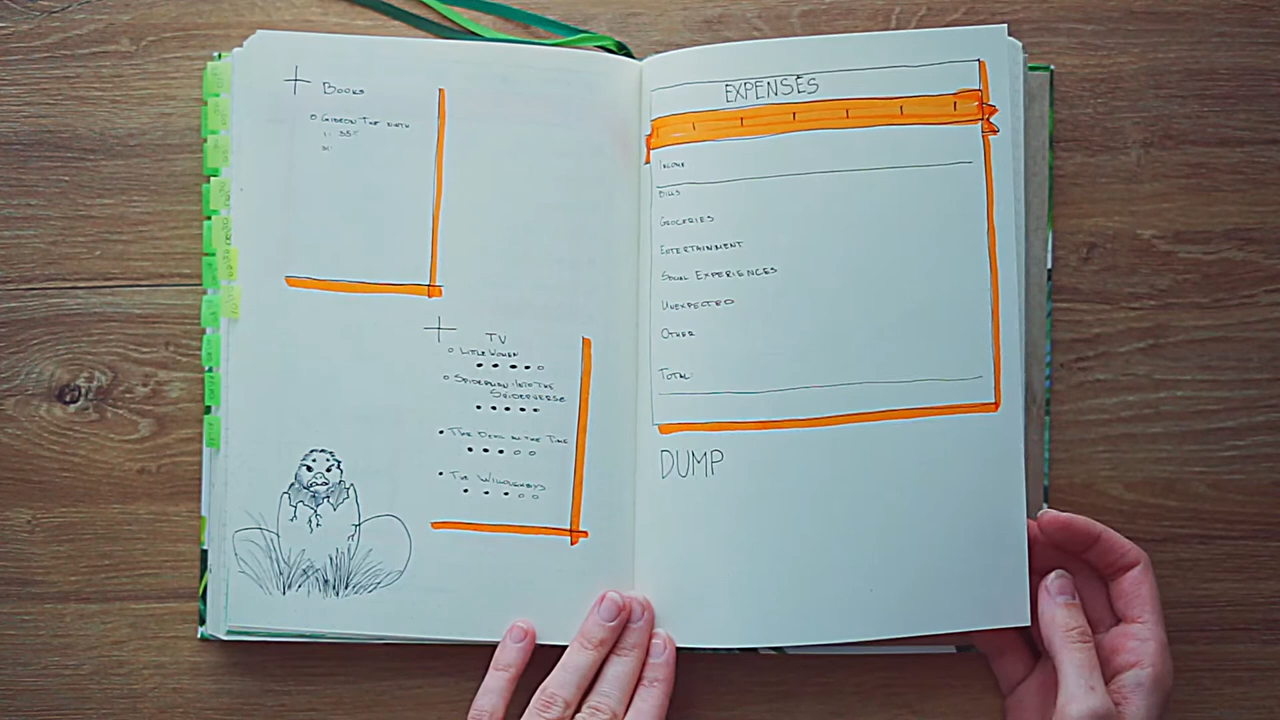 Books
GIDEON THE NINTH
TV
LITTLE WOMEN
SPIDERMAN: INTO THE
SPIDERVERSE
THE DEVIL ALL THE TIME
THE WILLOUGHBYS
EXPENSES
INCOME
BILLS
GROCERIES
ENTERTAINMENT
SOCIAL EXPERIENCES
UNEXPECTED
OTHER
TOTAL:
DUMP